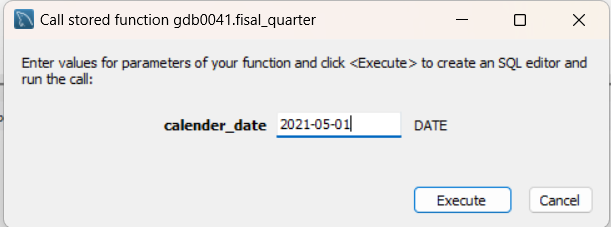 Call stored function gdb0041.fisal_quarter
Enter values for parameters of your function and click <Execute> to create an SQL editor and
run the call:
calender_date 2021-05-01 DATE
Execute Cancel